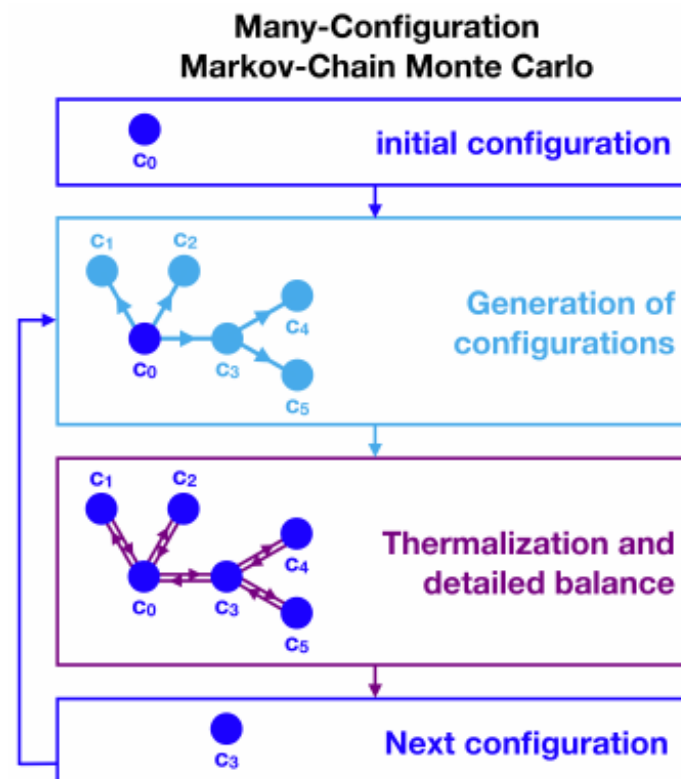 Many-Configuration
Markov-Chain Monte Carlo
initial configuration
c₀
c₁
c₂
c₄
Generation of
configurations
c₀
c₃
c₅
c₁
c₂
Thermalization and
detailed balance
c₄
c₀
c₃
c₅
Next configuration
c₃